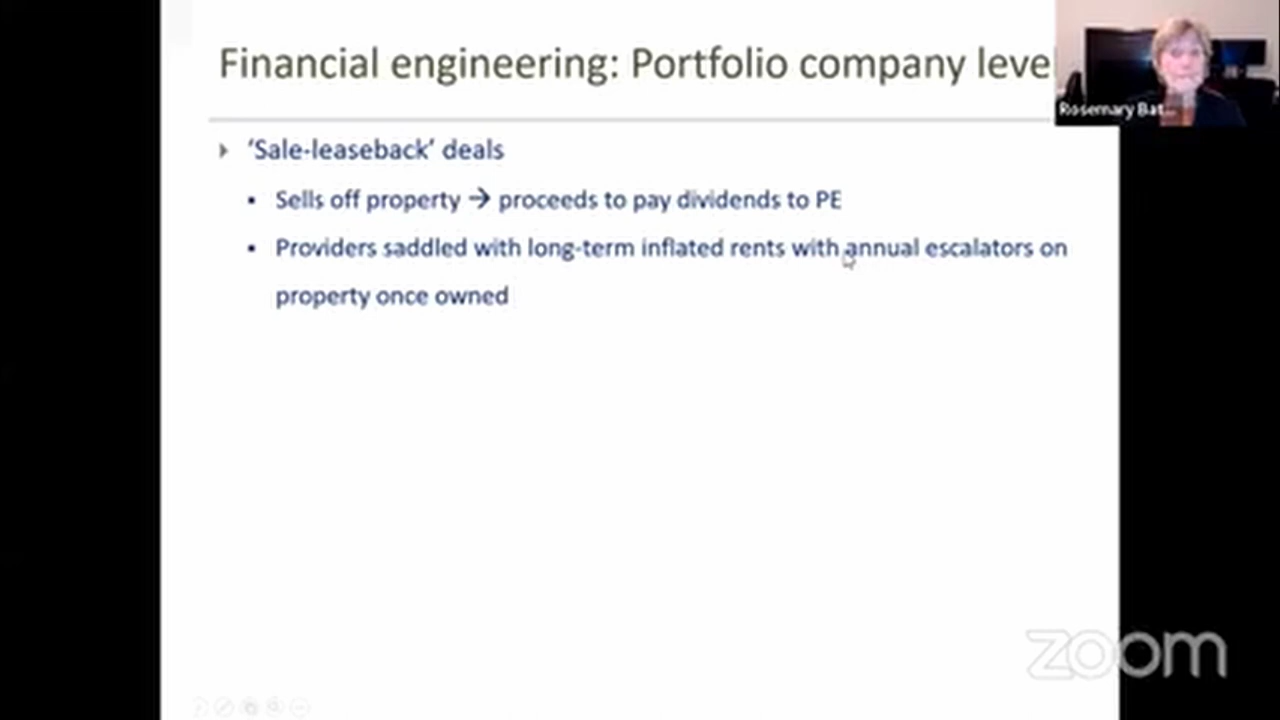 Financial engineering: Portfolio company leve
Rosemary Bat...
‘Sale-leaseback’ deals
▪ Sells off property → proceeds to pay dividends to PE
▪ Providers saddled with long-term inflated rents with annual escalators on
property once owned
zoom